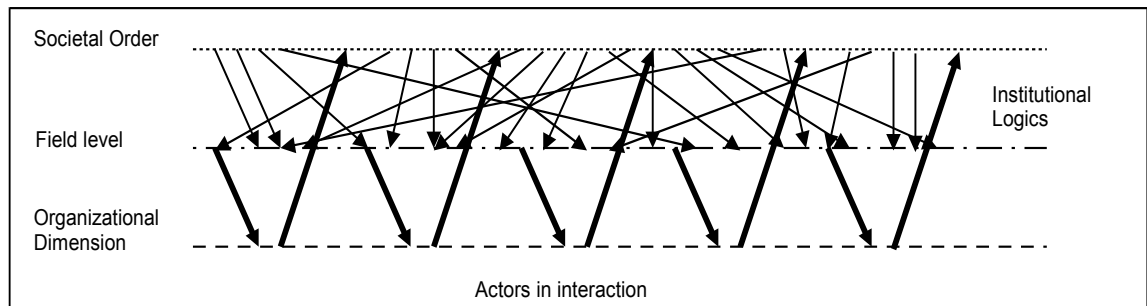 Societal Order
Institutional
Logics
Field level
Organizational
Dimension
Actors in interaction